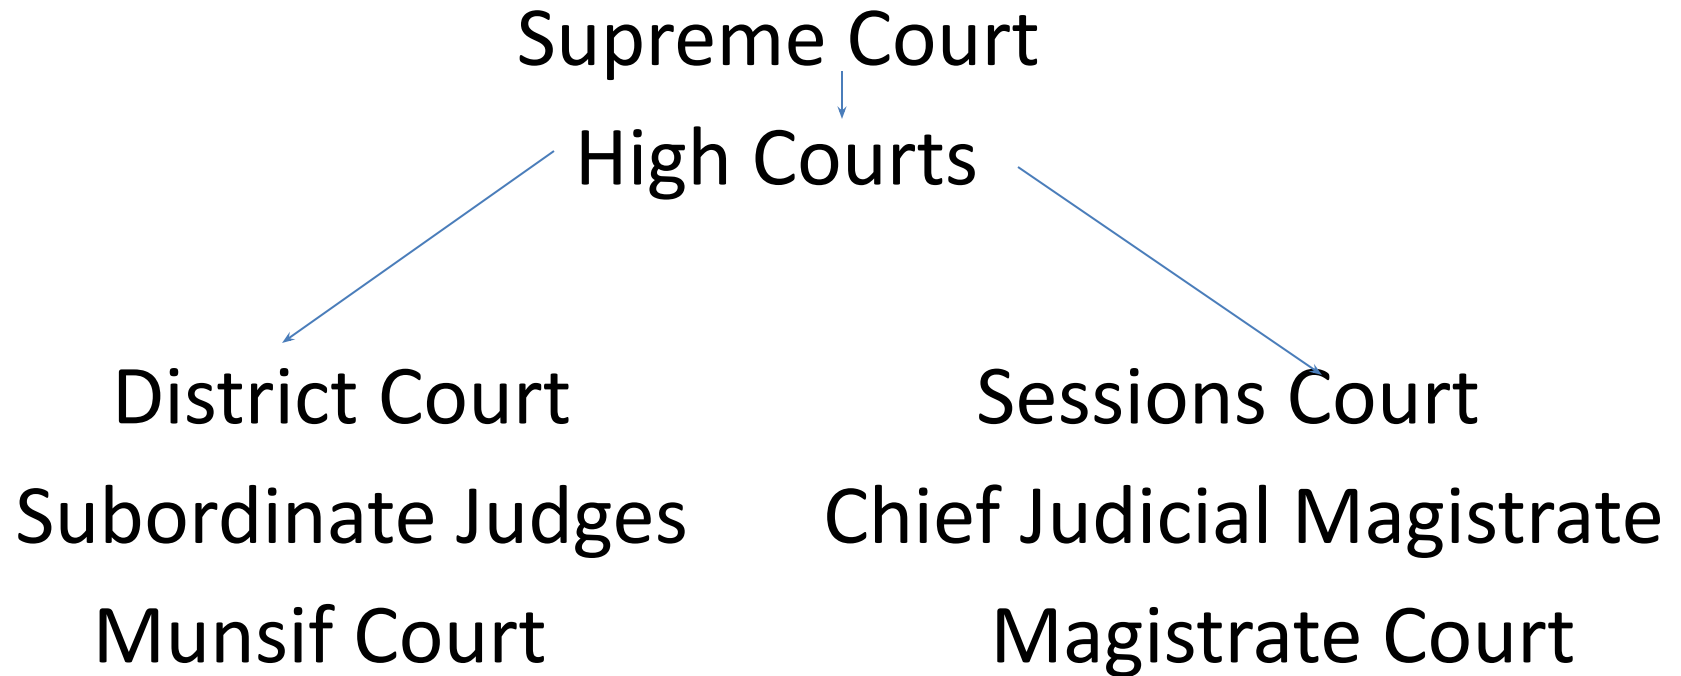 Supreme Court
High Courts
District Court
Sessions Court
Subordinate Judges
Chief Judicial Magistrate
Munsif Court
Magistrate Court